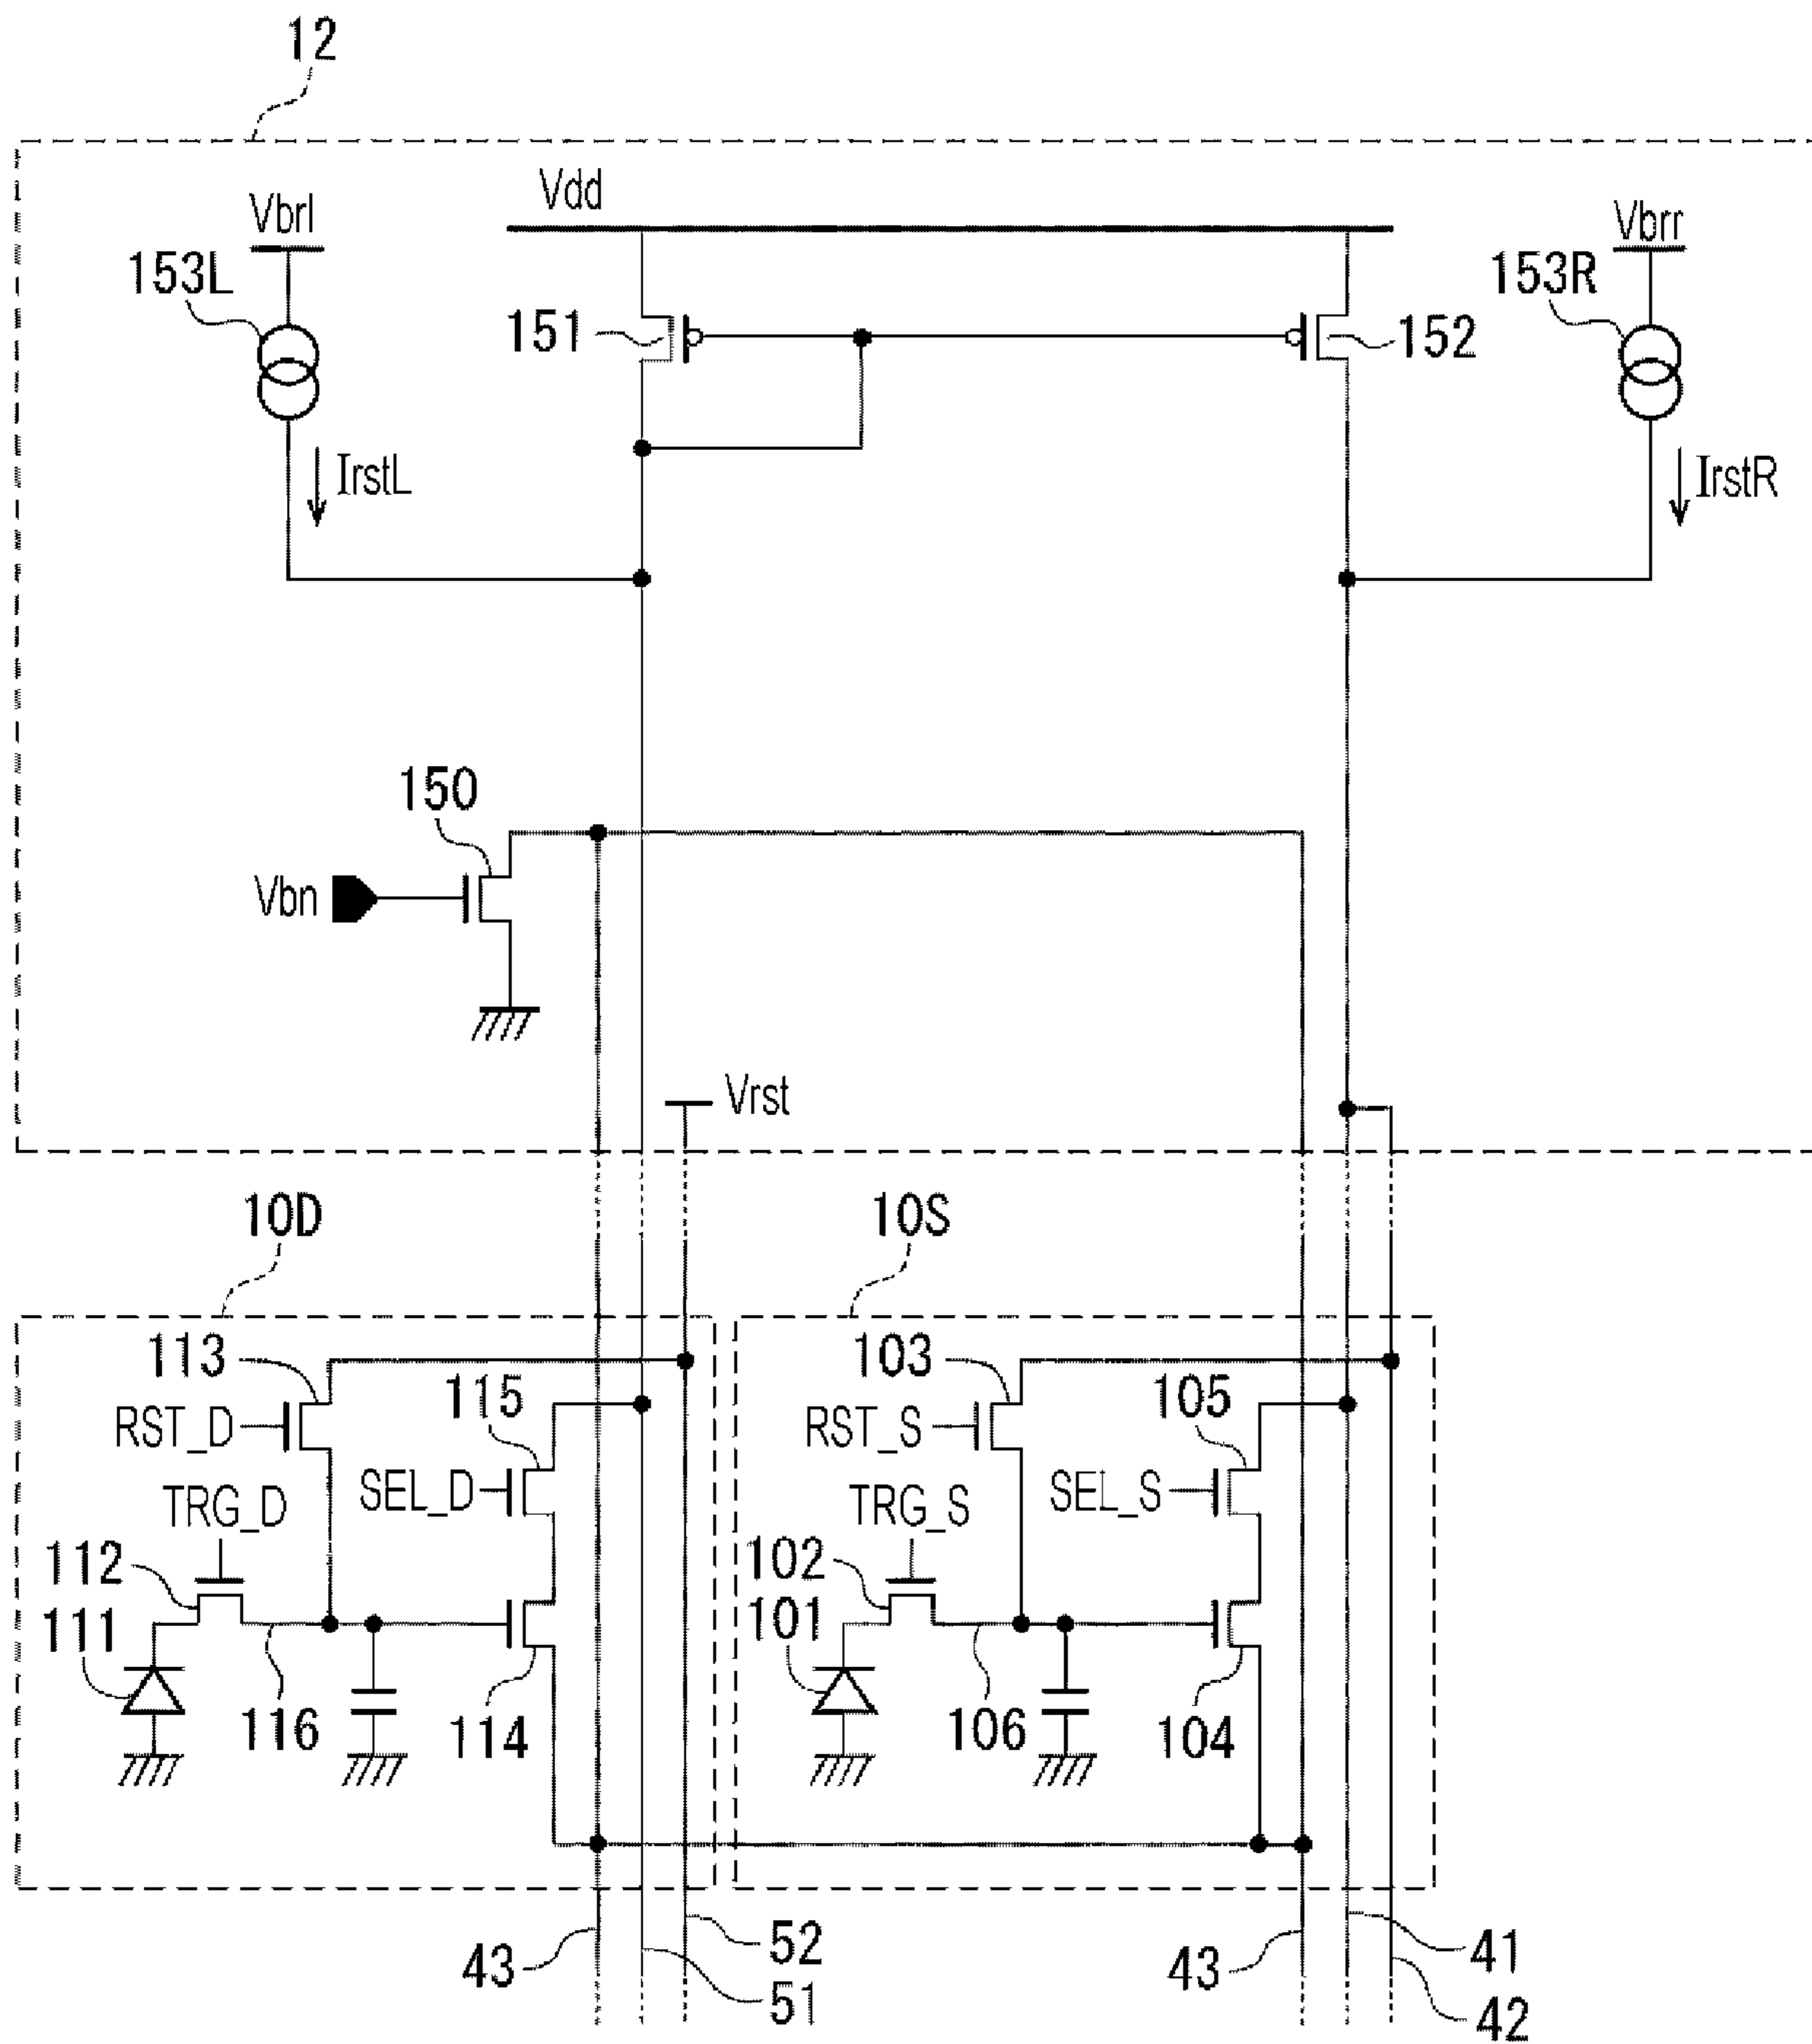 12
Vdd
Vbrl
Vbrr
153L
153R
151
152
IrstL
IrstR
150
Vbn
Vrst
10D
10S
113
103
115
105
RST_D
RST_S
SEL_D
SEL_S
TRG_D
TRG_S
112
102
111
101
116
114
106
104
43
52
51
43
41
42